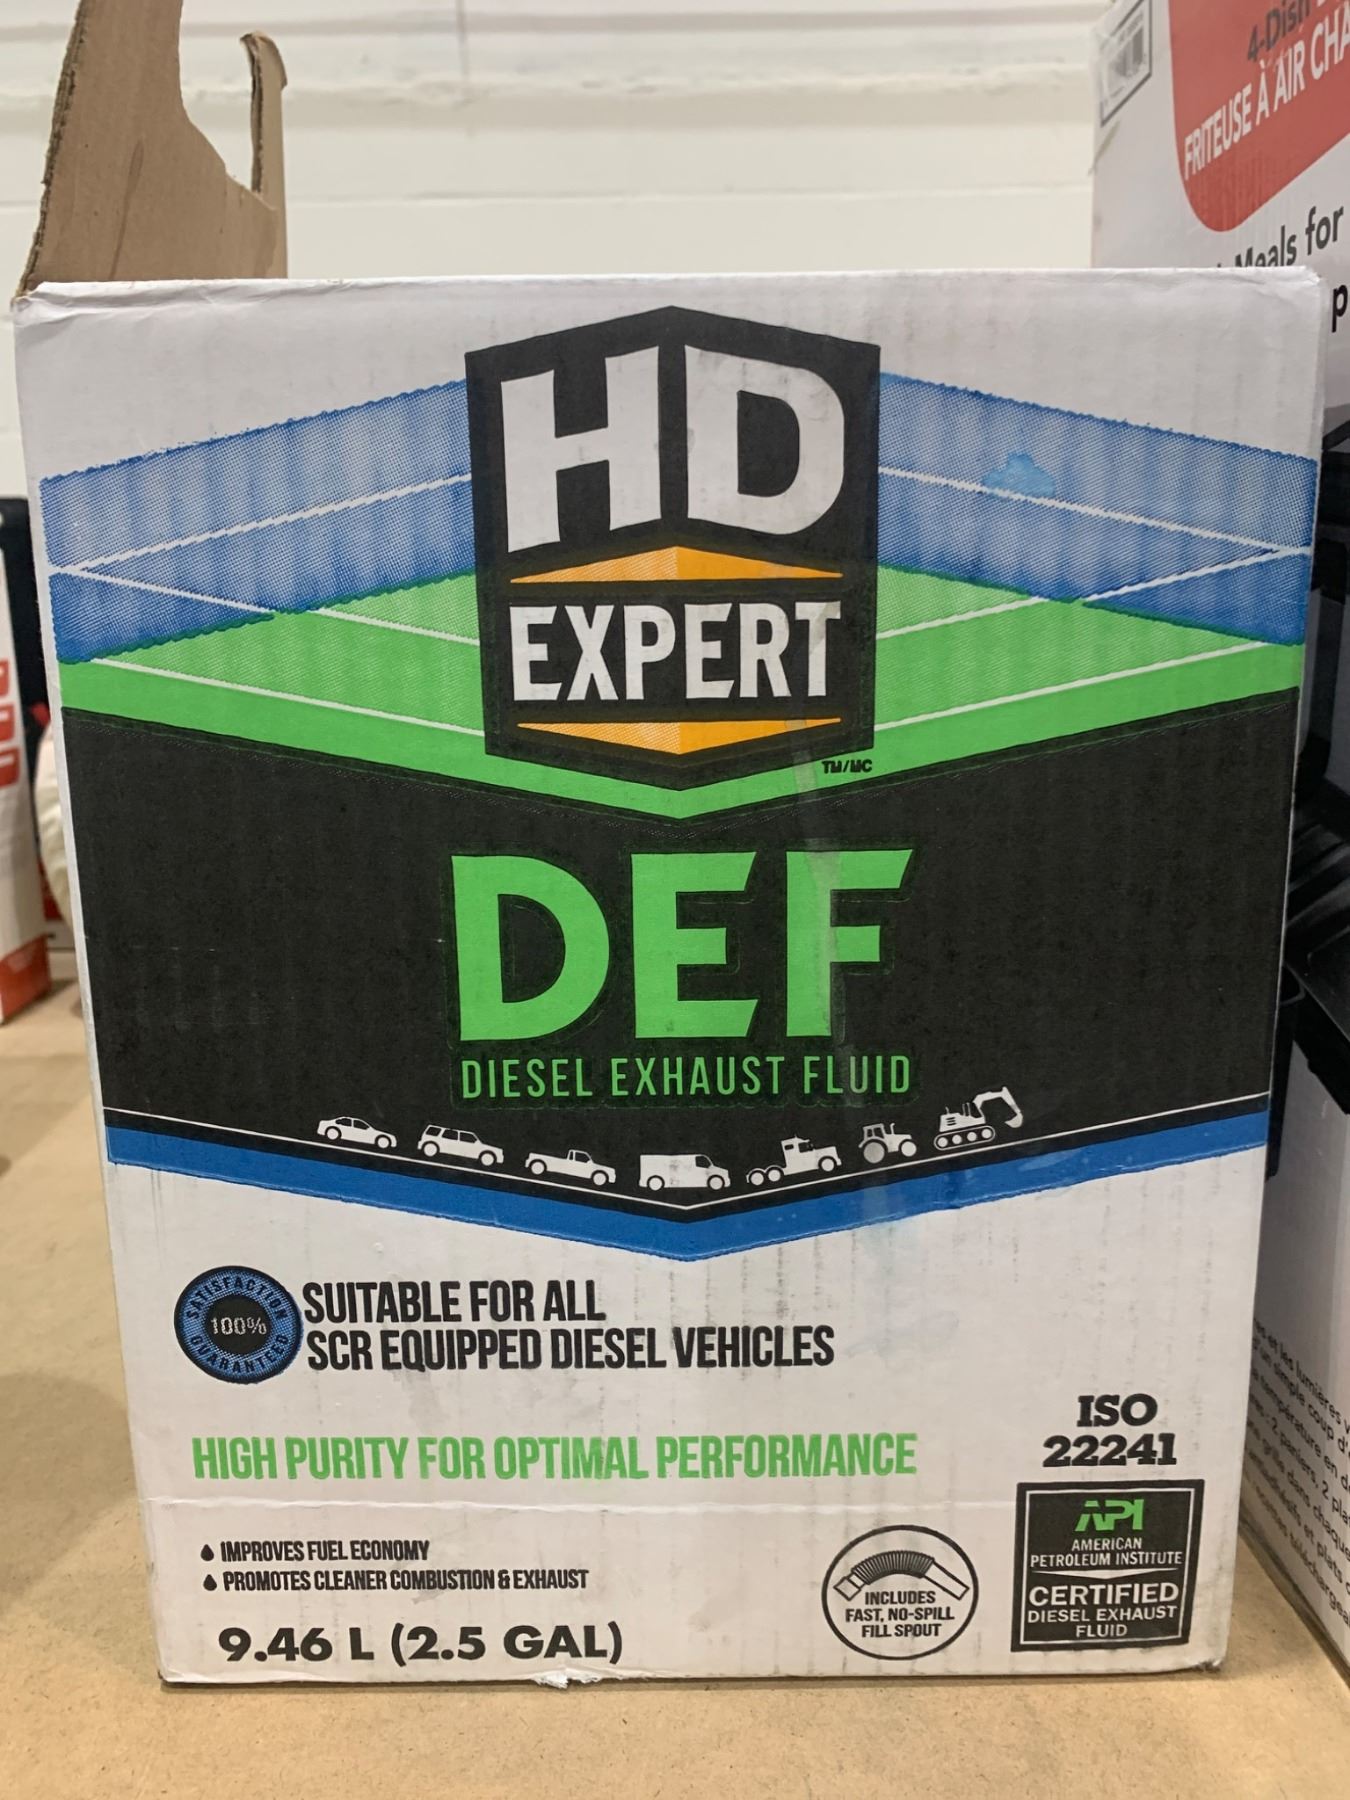 4-Dish
FRITEUSE À AIR
Meals for
HD
EXPERT
TM/MC
DEF
DIESEL EXHAUST FLUID
SATISFACTION
100%
GUARANTEED
SUITABLE FOR ALL
SCR EQUIPPED DIESEL VEHICLES
HIGH PURITY FOR OPTIMAL PERFORMANCE
ISO
22241
API
AMERICAN
PETROLEUM INSTITUTE
CERTIFIED
DIESEL EXHAUST
FLUID
IMPROVES FUEL ECONOMY
PROMOTES CLEANER COMBUSTION & EXHAUST
INCLUDES
FAST, NO-SPILL
FILL SPOUT
9.46 L (2.5 GAL)